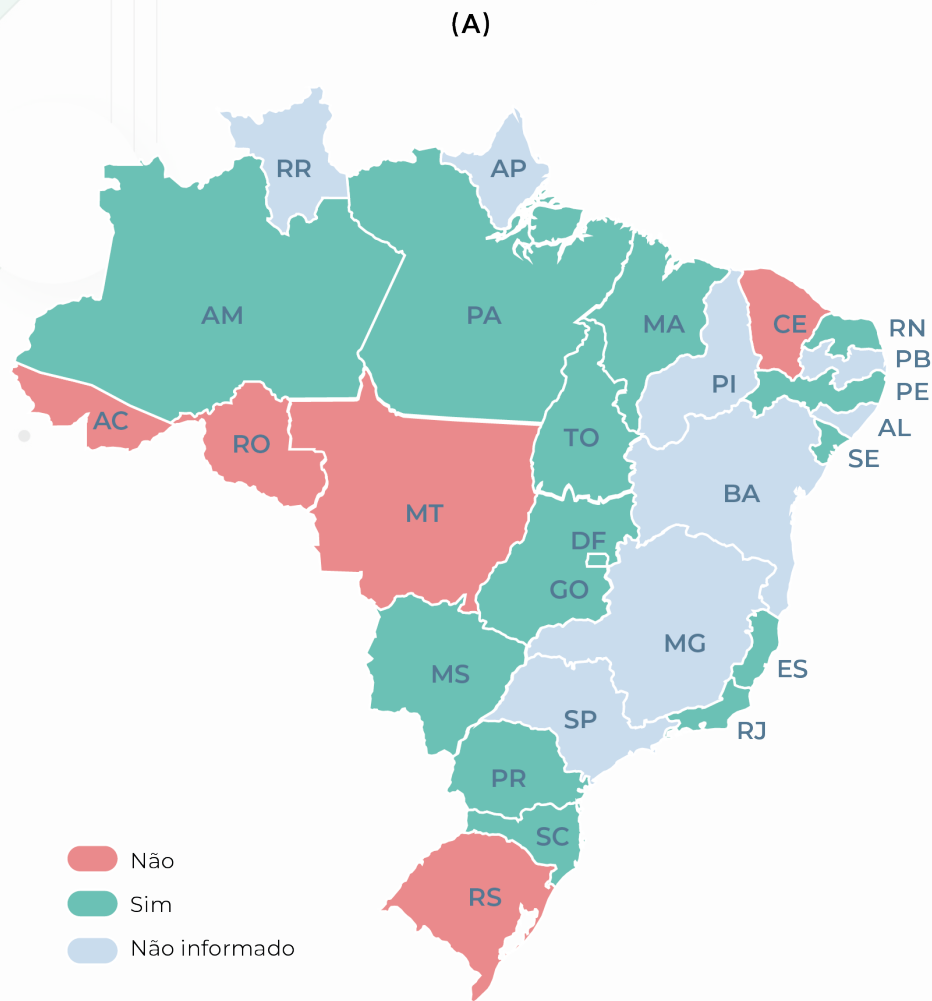 (A)
RR
AP
AM
PA
MA
CE
RN
PB
PE
PI
AC
RO
TO
AL
SE
BA
MT
DF
GO
MG
MS
ES
SP
RJ
PR
SC
RS
Não
Sim
Não informado